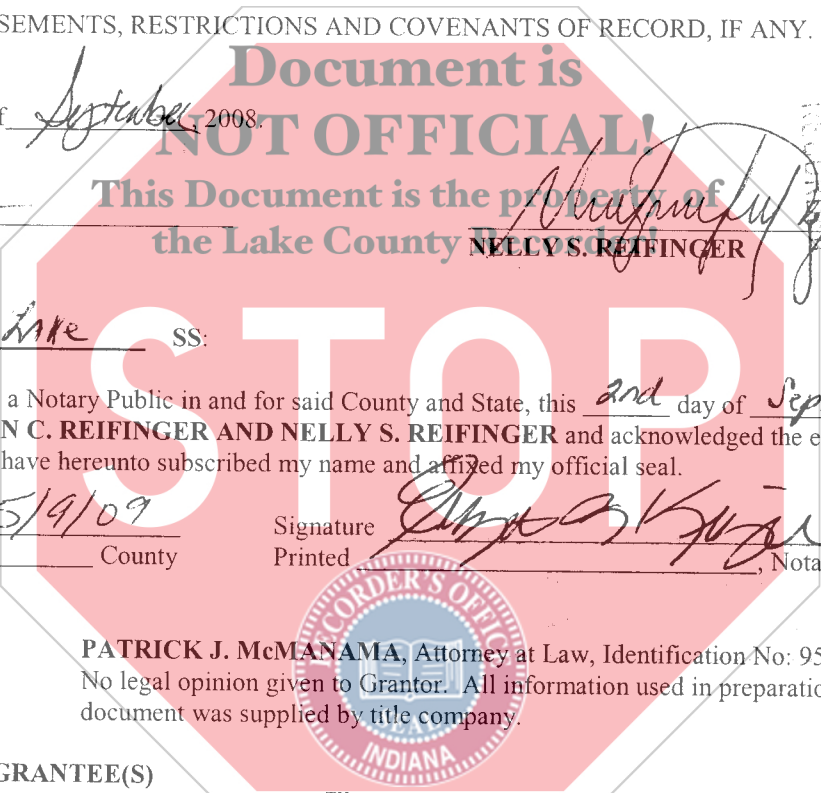 SEMENTS, RESTRICTIONS AND COVENANTS OF RECORD, IF ANY.
Document is
f September, 2008.
NOT OFFICIAL!
This Document is the property of
the Lake County Recorder!
NELLY S. REIFINGER
Lake SS:
STOP
a Notary Public in and for said County and State, this 2nd day of Sep
N C. REIFINGER AND NELLY S. REIFINGER and acknowledged the e
have hereunto subscribed my name and affixed my official seal.
5/9/09 Signature
County Printed , Nota
RECORDER'S OFFICE
PATRICK J. McMANAMA, Attorney at Law, Identification No: 95
No legal opinion given to Grantor. All information used in preparatio
document was supplied by title company.
SEAL
INDIANA
GRANTEE(S)